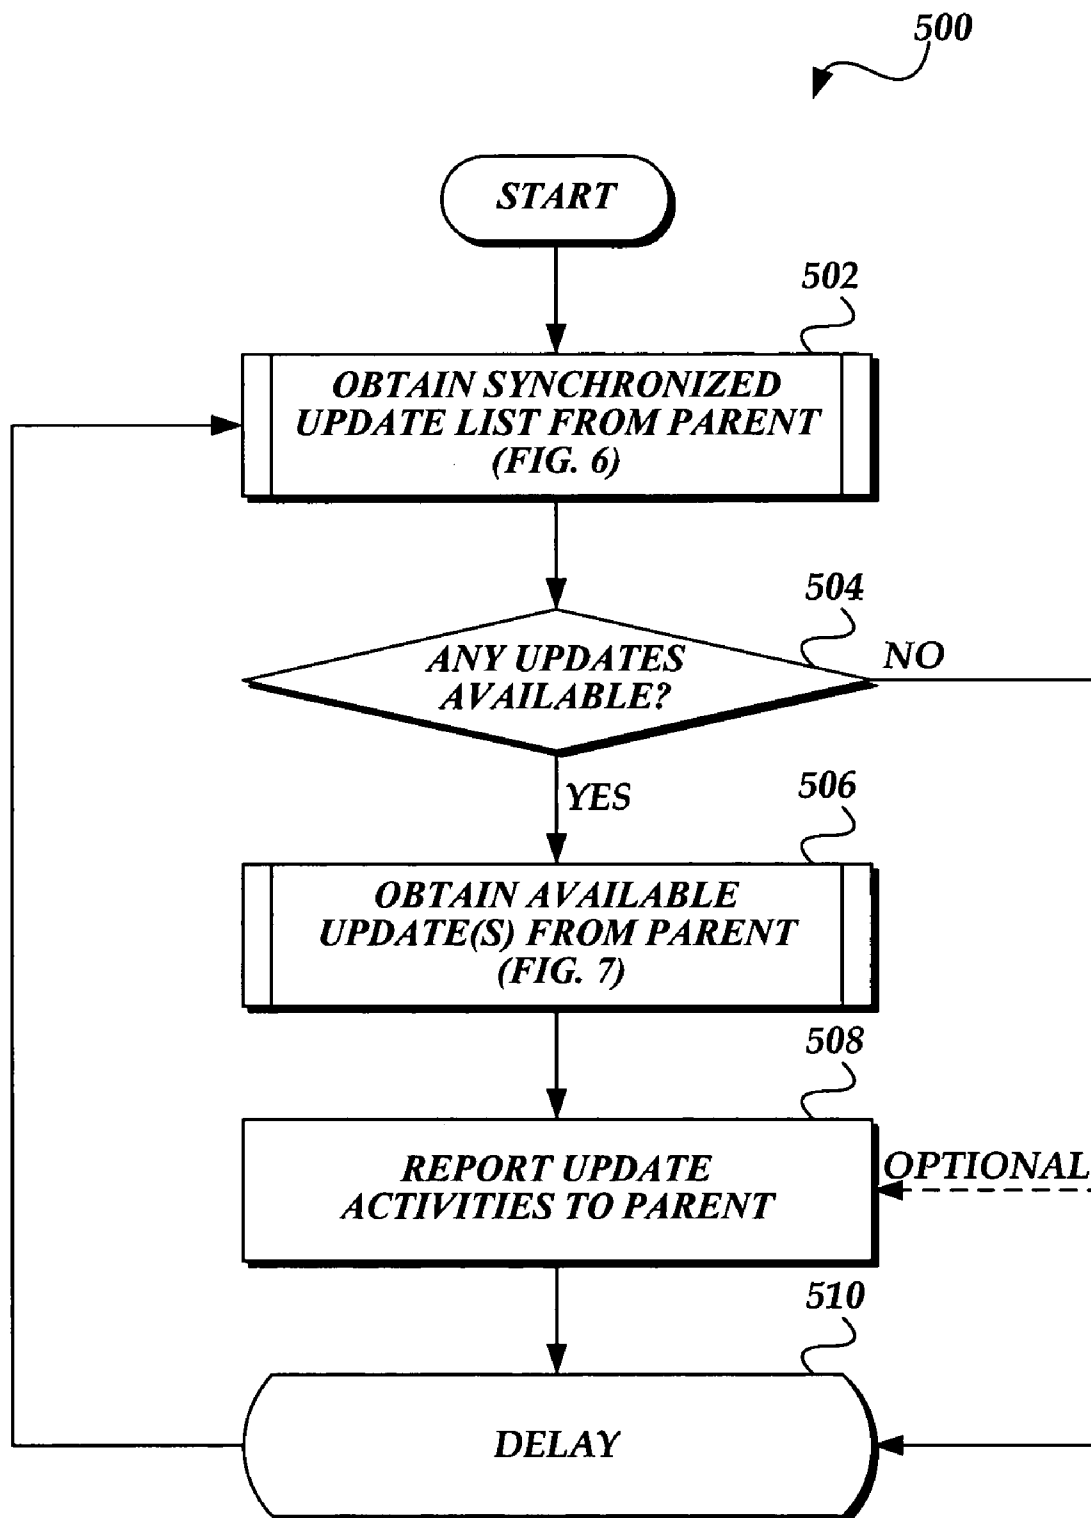 500
START
502
OBTAIN SYNCHRONIZED
UPDATE LIST FROM PARENT
(FIG. 6)
504
ANY UPDATES
AVAILABLE?
NO
YES
506
OBTAIN AVAILABLE
UPDATE(S) FROM PARENT
(FIG. 7)
508
REPORT UPDATE
ACTIVITIES TO PARENT
OPTIONAL
510
DELAY